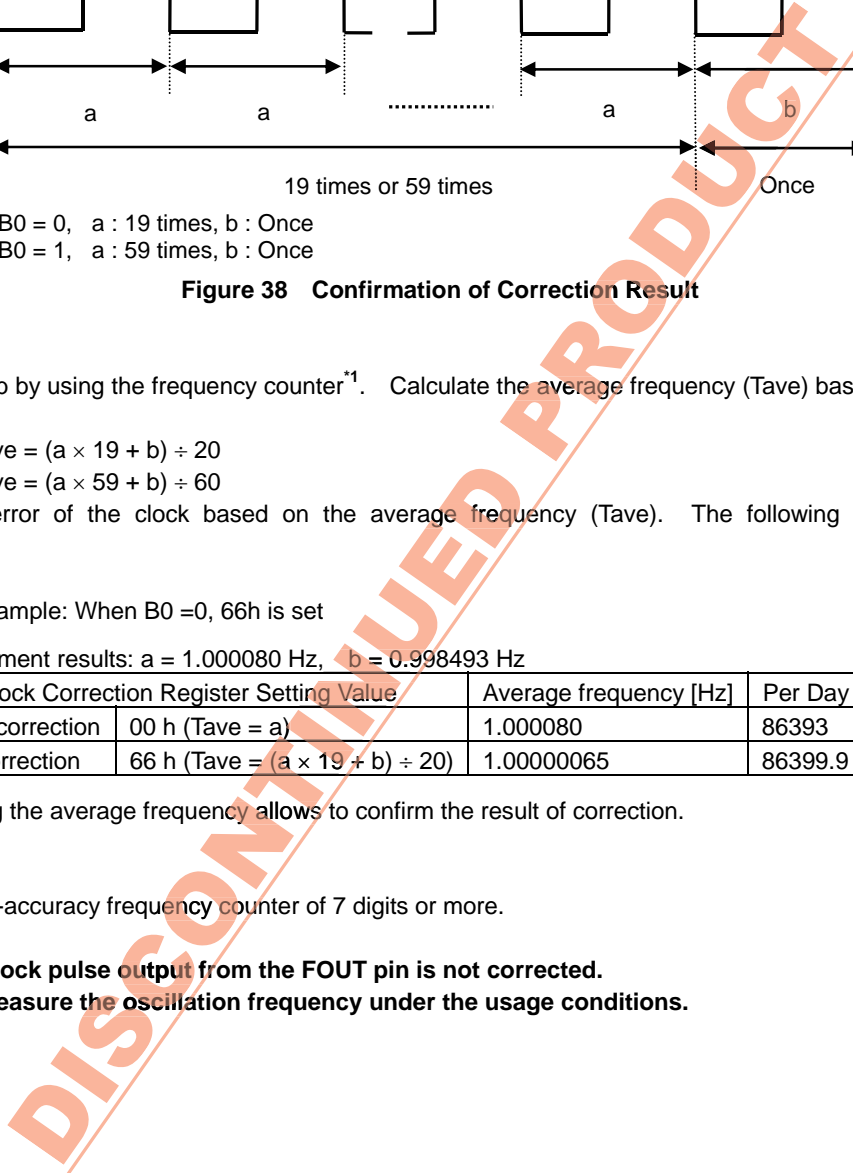 a a a b
19 times or 59 times Once
B0 = 0, a : 19 times, b : Once
B0 = 1, a : 59 times, b : Once
Figure 38 Confirmation of Correction Result
by using the frequency counter*1. Calculate the average frequency (Tave) bas
ve = (a × 19 + b) ÷ 20
ve = (a × 59 + b) ÷ 60
error of the clock based on the average frequency (Tave). The following
ample: When B0 =0, 66h is set
ment results: a = 1.000080 Hz, b = 0.998493 Hz
ock Correction Register Setting Value Average frequency [Hz] Per Day
correction 00 h (Tave = a) 1.000080 86393
rrection 66 h (Tave = (a × 19 + b) ÷ 20) 1.00000065 86399.9
g the average frequency allows to confirm the result of correction.
-accuracy frequency counter of 7 digits or more.
ock pulse output from the FOUT pin is not corrected.
easure the oscillation frequency under the usage conditions.
DISCONTINUED PRODUCT